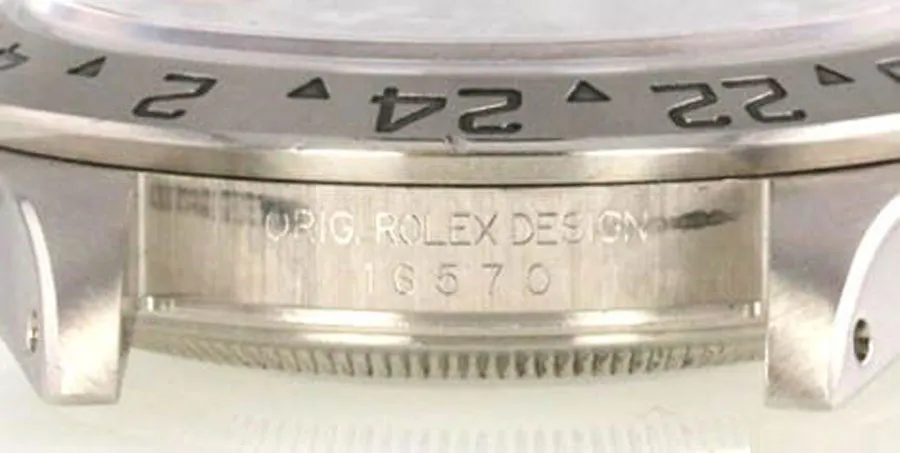 2 24 22
ORIG. ROLEX DESIGN
16570